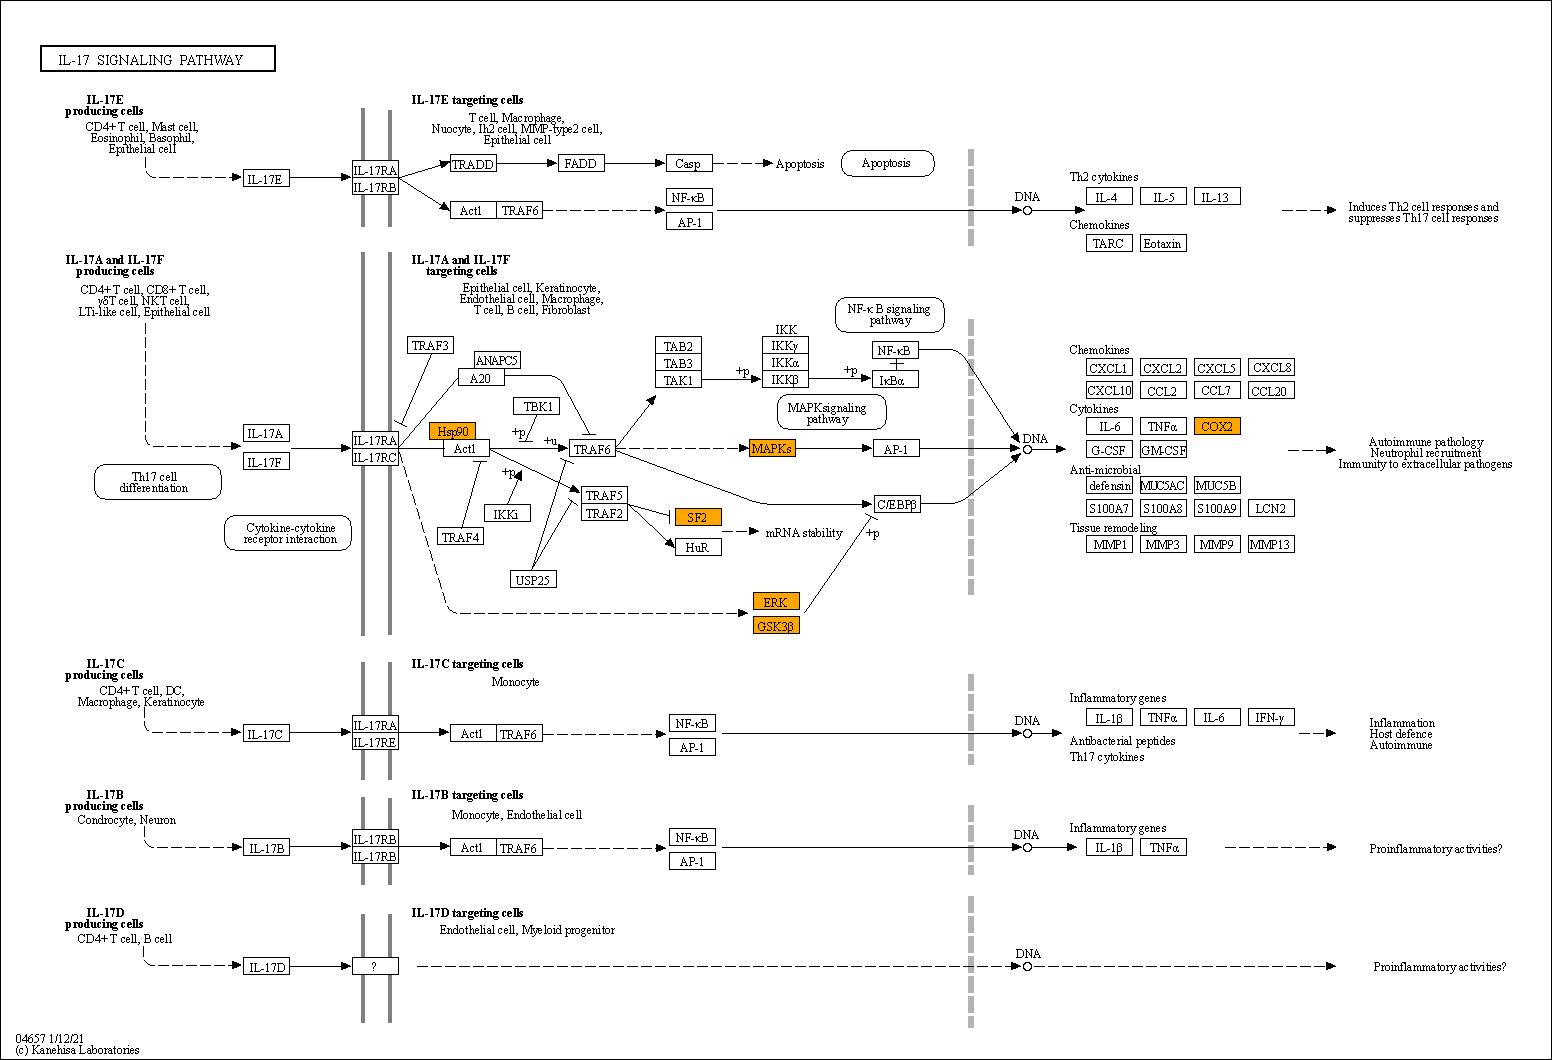 IL-17 SIGNALING PATHWAY
IL-17E
producing cells
CD4+ T cell, Mast cell,
Eosinophil, Basophil,
Epithelial cell
IL-17E
IL-17RA
IL-17RB
IL-17E targeting cells
T cell, Macrophage,
Nuocyte, Ih2 cell, MMP-type2 cell,
Epithelial cell
TRADD
FADD
Casp
Apoptosis
Apoptosis
Act1
TRAF6
NF-κB
AP-1
DNA
Th2 cytokines
IL-4
IL-5
IL-13
Chemokines
TARC
Eotaxin
Induces Th2 cell responses and
suppresses Th17 cell responses
IL-17A and IL-17F
producing cells
CD4+ T cell, CD8+ T cell,
γδT cell, NKT cell,
LTi-like cell, Epithelial cell
IL-17A
IL-17F
Th17 cell
differentiation
Cytokine-cytokine
receptor interaction
IL-17RA
IL-17RC
IL-17A and IL-17F
targeting cells
Epithelial cell, Keratinocyte,
Endothelial cell, Macrophage,
T cell, B cell, Fibroblast
TRAF3
ANAPC5
A20
TBK1
Hsp90
Act1
+p
+u
+p
IKKi
TRAF4
USP25
TRAF6
TRAF5
TRAF2
TAB2
TAB3
TAK1
+p
IKK
IKKγ
IKKα
IKKβ
+p
NF-κB
IκBα
NF-κ B signaling
pathway
MAPK signaling
pathway
MAPKs
AP-1
C/EBPβ
SF2
HuR
mRNA stability
+p
ERK
GSK3β
DNA
Chemokines
CXCL1
CXCL2
CXCL5
CXCL8
CXCL10
CCL2
CCL7
CCL20
Cytokines
IL-6
TNFα
COX2
G-CSF
GM-CSF
Anti-microbial
defensin
MUC5AC
MUC5B
S100A7
S100A8
S100A9
LCN2
Tissue remodeling
MMP1
MMP3
MMP9
MMP13
Autoimmune pathology
Neutrophil recruitment
Immunity to extracellular pathogens
IL-17C
producing cells
CD4+ T cell, DC,
Macrophage, Keratinocyte
IL-17C
IL-17RA
IL-17RE
IL-17C targeting cells
Monocyte
Act1
TRAF6
NF-κB
AP-1
DNA
Inflammatory genes
IL-1β
TNFα
IL-6
IFN-γ
Antibacterial peptides
Th17 cytokines
Inflammation
Host defence
Autoimmune
IL-17B
producing cells
Condrocyte, Neuron
IL-17B
IL-17RB
IL-17RB
IL-17B targeting cells
Monocyte, Endothelial cell
Act1
TRAF6
NF-κB
AP-1
DNA
Inflammatory genes
IL-1β
TNFα
Proinflammatory activities?
IL-17D
producing cells
CD4+ T cell, B cell
IL-17D
?
IL-17D targeting cells
Endothelial cell, Myeloid progenitor
DNA
Proinflammatory activities?
04657 1/12/21
(c) Kanehisa Laboratories